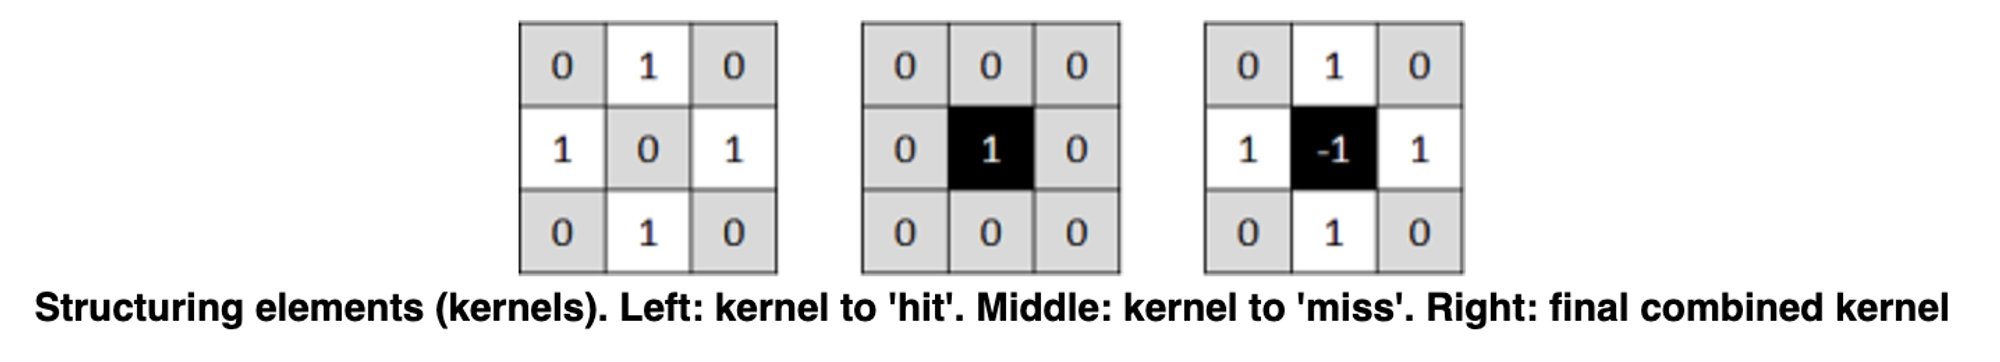 0 1 0 0 0 0 0 1 0
1 0 1 0 1 0 1 -1 1
0 1 0 0 0 0 0 1 0
Structuring elements (kernels). Left: kernel to 'hit'. Middle: kernel to 'miss'. Right: final combined kernel